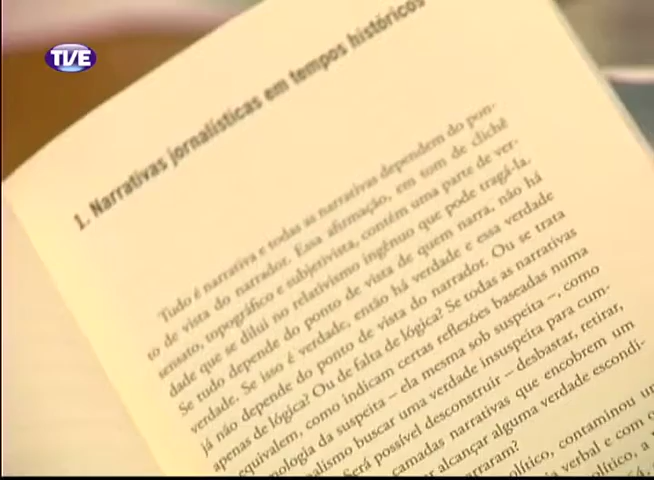 TVE
1. Narrativas jornalísticas em tempos históricos
Tudo é narrativa e todas as narrativas dependem do pon-
to de vista do narrador. Essa afirmação, em tom de clichê
sensato, topográfico e subjetivista, contém uma parte de ver-
dade que se dilui no relativismo ingênuo que pode tragá-la.
Se tudo depende do ponto de vista de quem narra, não há
verdade. Se isso é verdade, então há verdade e essa verdade
já não depende do ponto de vista do narrador. Ou se trata
apenas de lógica? Ou de falta de lógica? Se todas as narrativas
equivalem, como indicam certas reflexões baseadas numa
nologia da suspeita – da mesma sob suspeita –, como
nalismo buscar uma verdade insuspeita para cum-
Será possível desconstruir – desbastar, retirar,
camadas narrativas que encobrem um
alcançar alguma verdade escondi-
rraram?
olítico, contaminou
ia verbal e com o
olítico, a